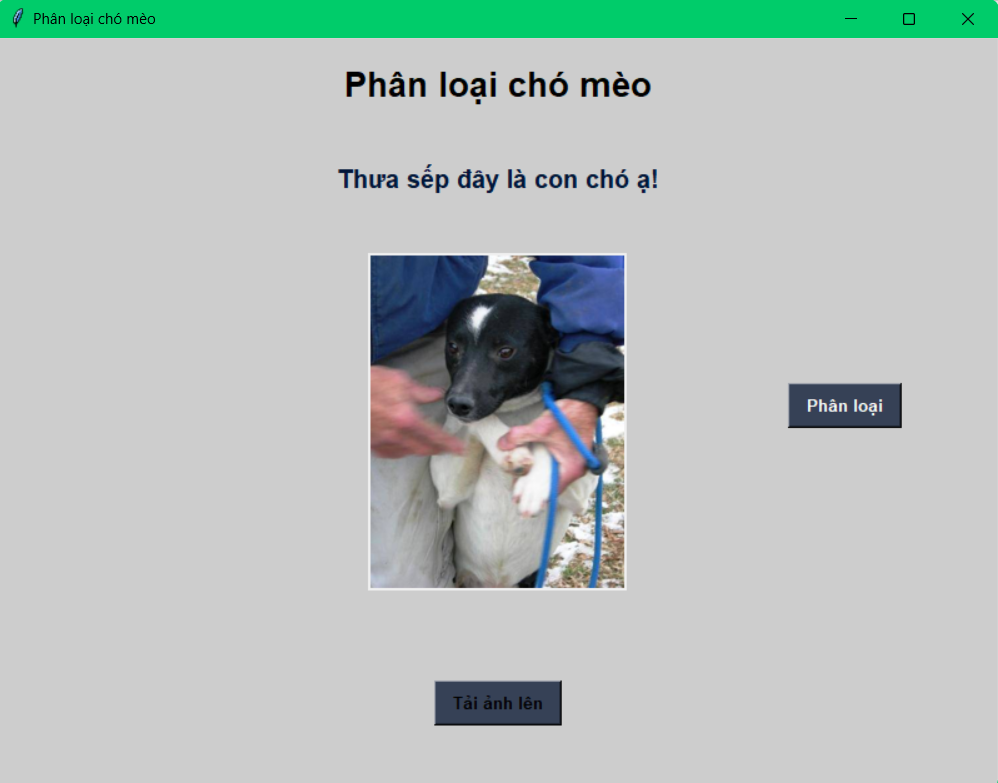 Phân loại chó mèo
Phân loại chó mèo
Thưa sếp đây là con chó ạ!
Phân loại
Tải ảnh lên